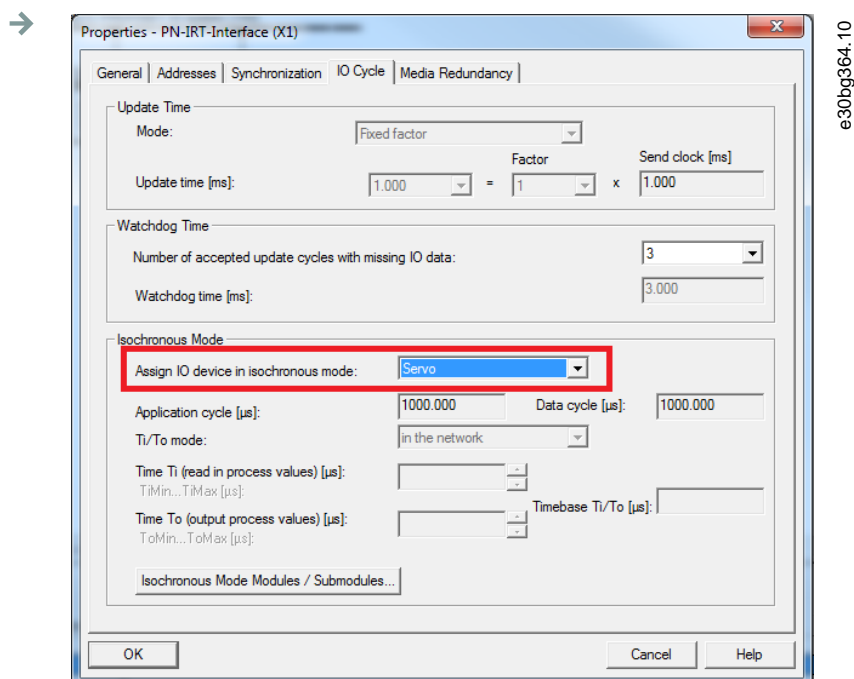 Properties - PN-IRT-Interface (X1)
General Addresses Synchronization IO Cycle Media Redundancy
Update Time
Mode: Fixed factor
Factor Send clock [ms]
Update time [ms]: 1.000 = 1 x 1.000
Watchdog Time
Number of accepted update cycles with missing IO data: 3
Watchdog time [ms]: 3.000
Isochronous Mode
Assign IO device in isochronous mode: Servo
Application cycle [µs]: 1000.000 Data cycle [µs]: 1000.000
Ti/To mode: in the network
Time Ti (read in process values) [µs]:
TiMin...TiMax [µs]:
Timebase Ti/To [µs]:
Time To (output process values) [µs]:
ToMin...ToMax [µs]:
Isochronous Mode Modules / Submodules...
OK Cancel Help
e30bg364.10